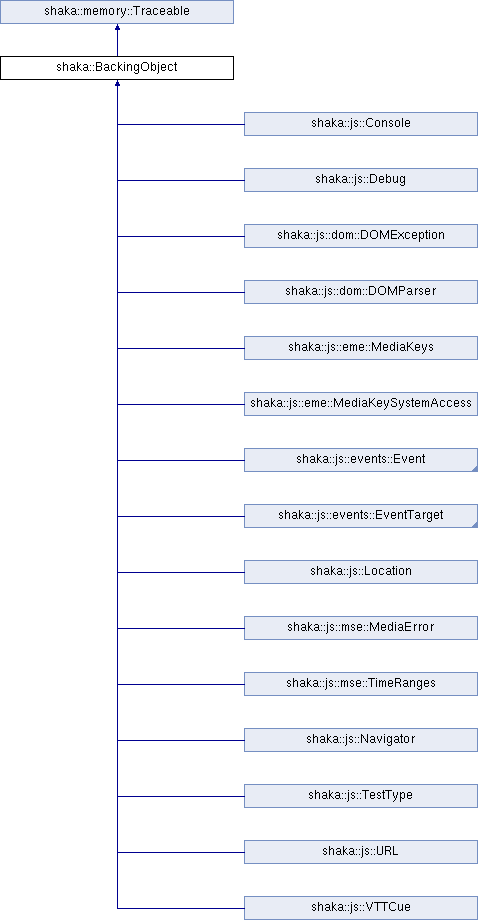 shaka::memory::Traceable
shaka::BackingObject
shaka::js::Console
shaka::js::Debug
shaka::js::dom::DOMException
shaka::js::dom::DOMParser
shaka::js::eme::MediaKeys
shaka::js::eme::MediaKeySystemAccess
shaka::js::events::Event
shaka::js::events::EventTarget
shaka::js::Location
shaka::js::mse::MediaError
shaka::js::mse::TimeRanges
shaka::js::Navigator
shaka::js::TestType
shaka::js::URL
shaka::js::VTTCue